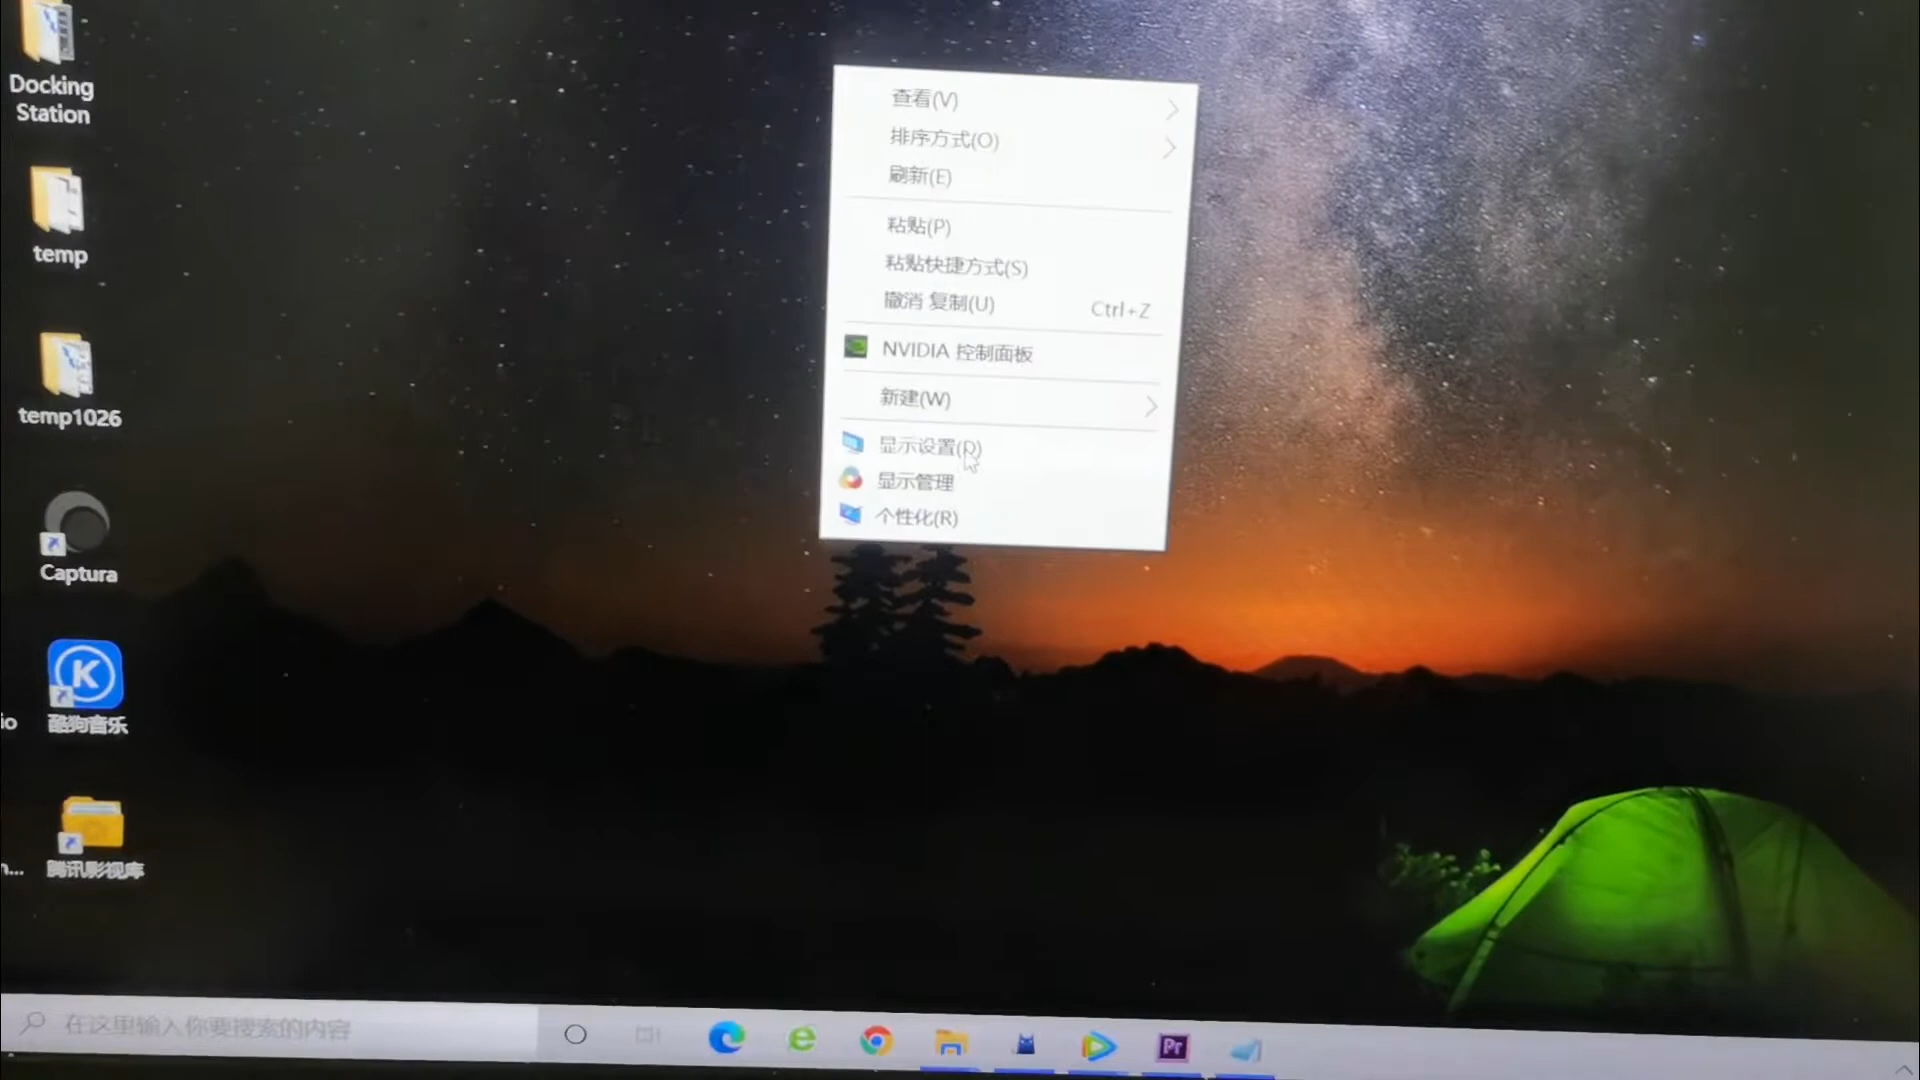 Docking
Station
temp
temp1026
Captura
酷狗音乐
腾讯影视库
io
n...
查看(V)
排序方式(O)
刷新(E)
粘贴(P)
粘贴快捷方式(S)
撤消 复制(U) Ctrl+Z
NVIDIA 控制面板
新建(W)
显示设置(D)
显示管理
个性化(R)
在这里输入你要搜索的内容
Pr